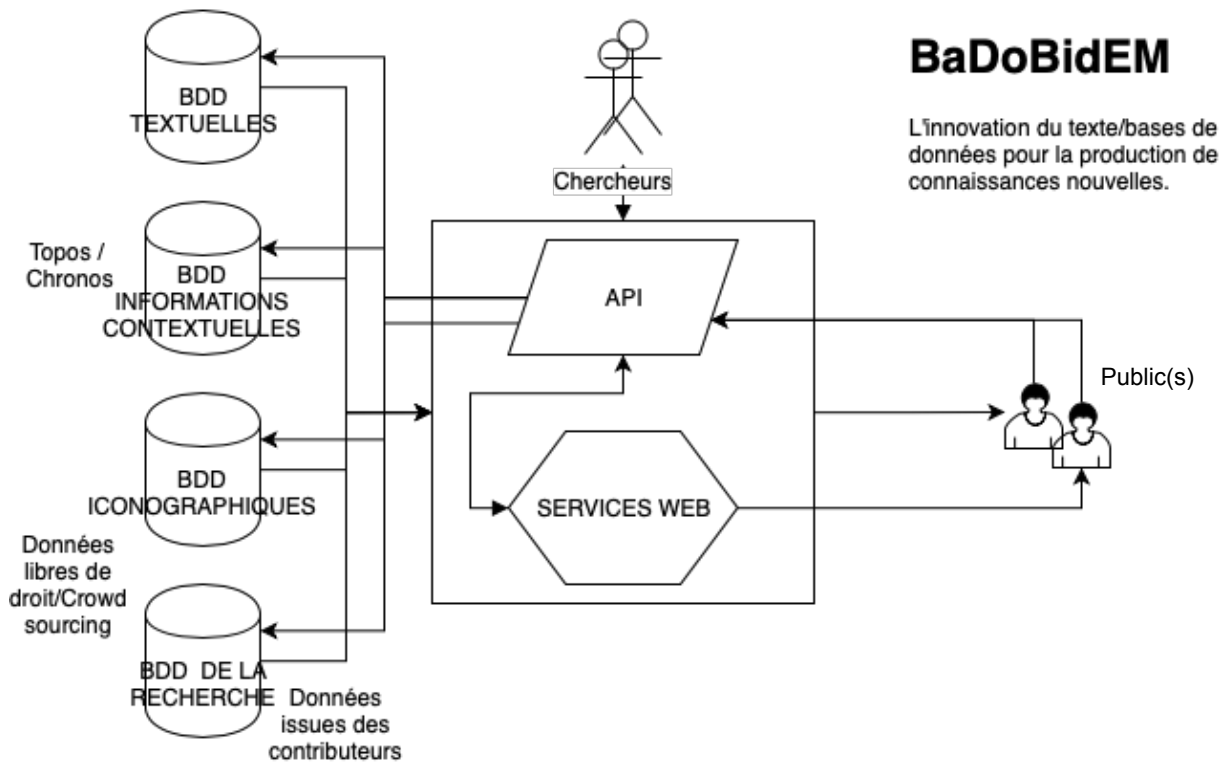 BaDoBidEM
L'innovation du texte/bases de
données pour la production de
connaissances nouvelles.
Chercheurs
BDD
TEXTUELLES
Topos /
Chronos
BDD
INFORMATIONS
CONTEXTUELLES
API
Public(s)
BDD
ICONOGRAPHIQUES
SERVICES WEB
Données
libres de
droit/Crowd
sourcing
BDD DE LA
RECHERCHE
Données
issues des
contributeurs